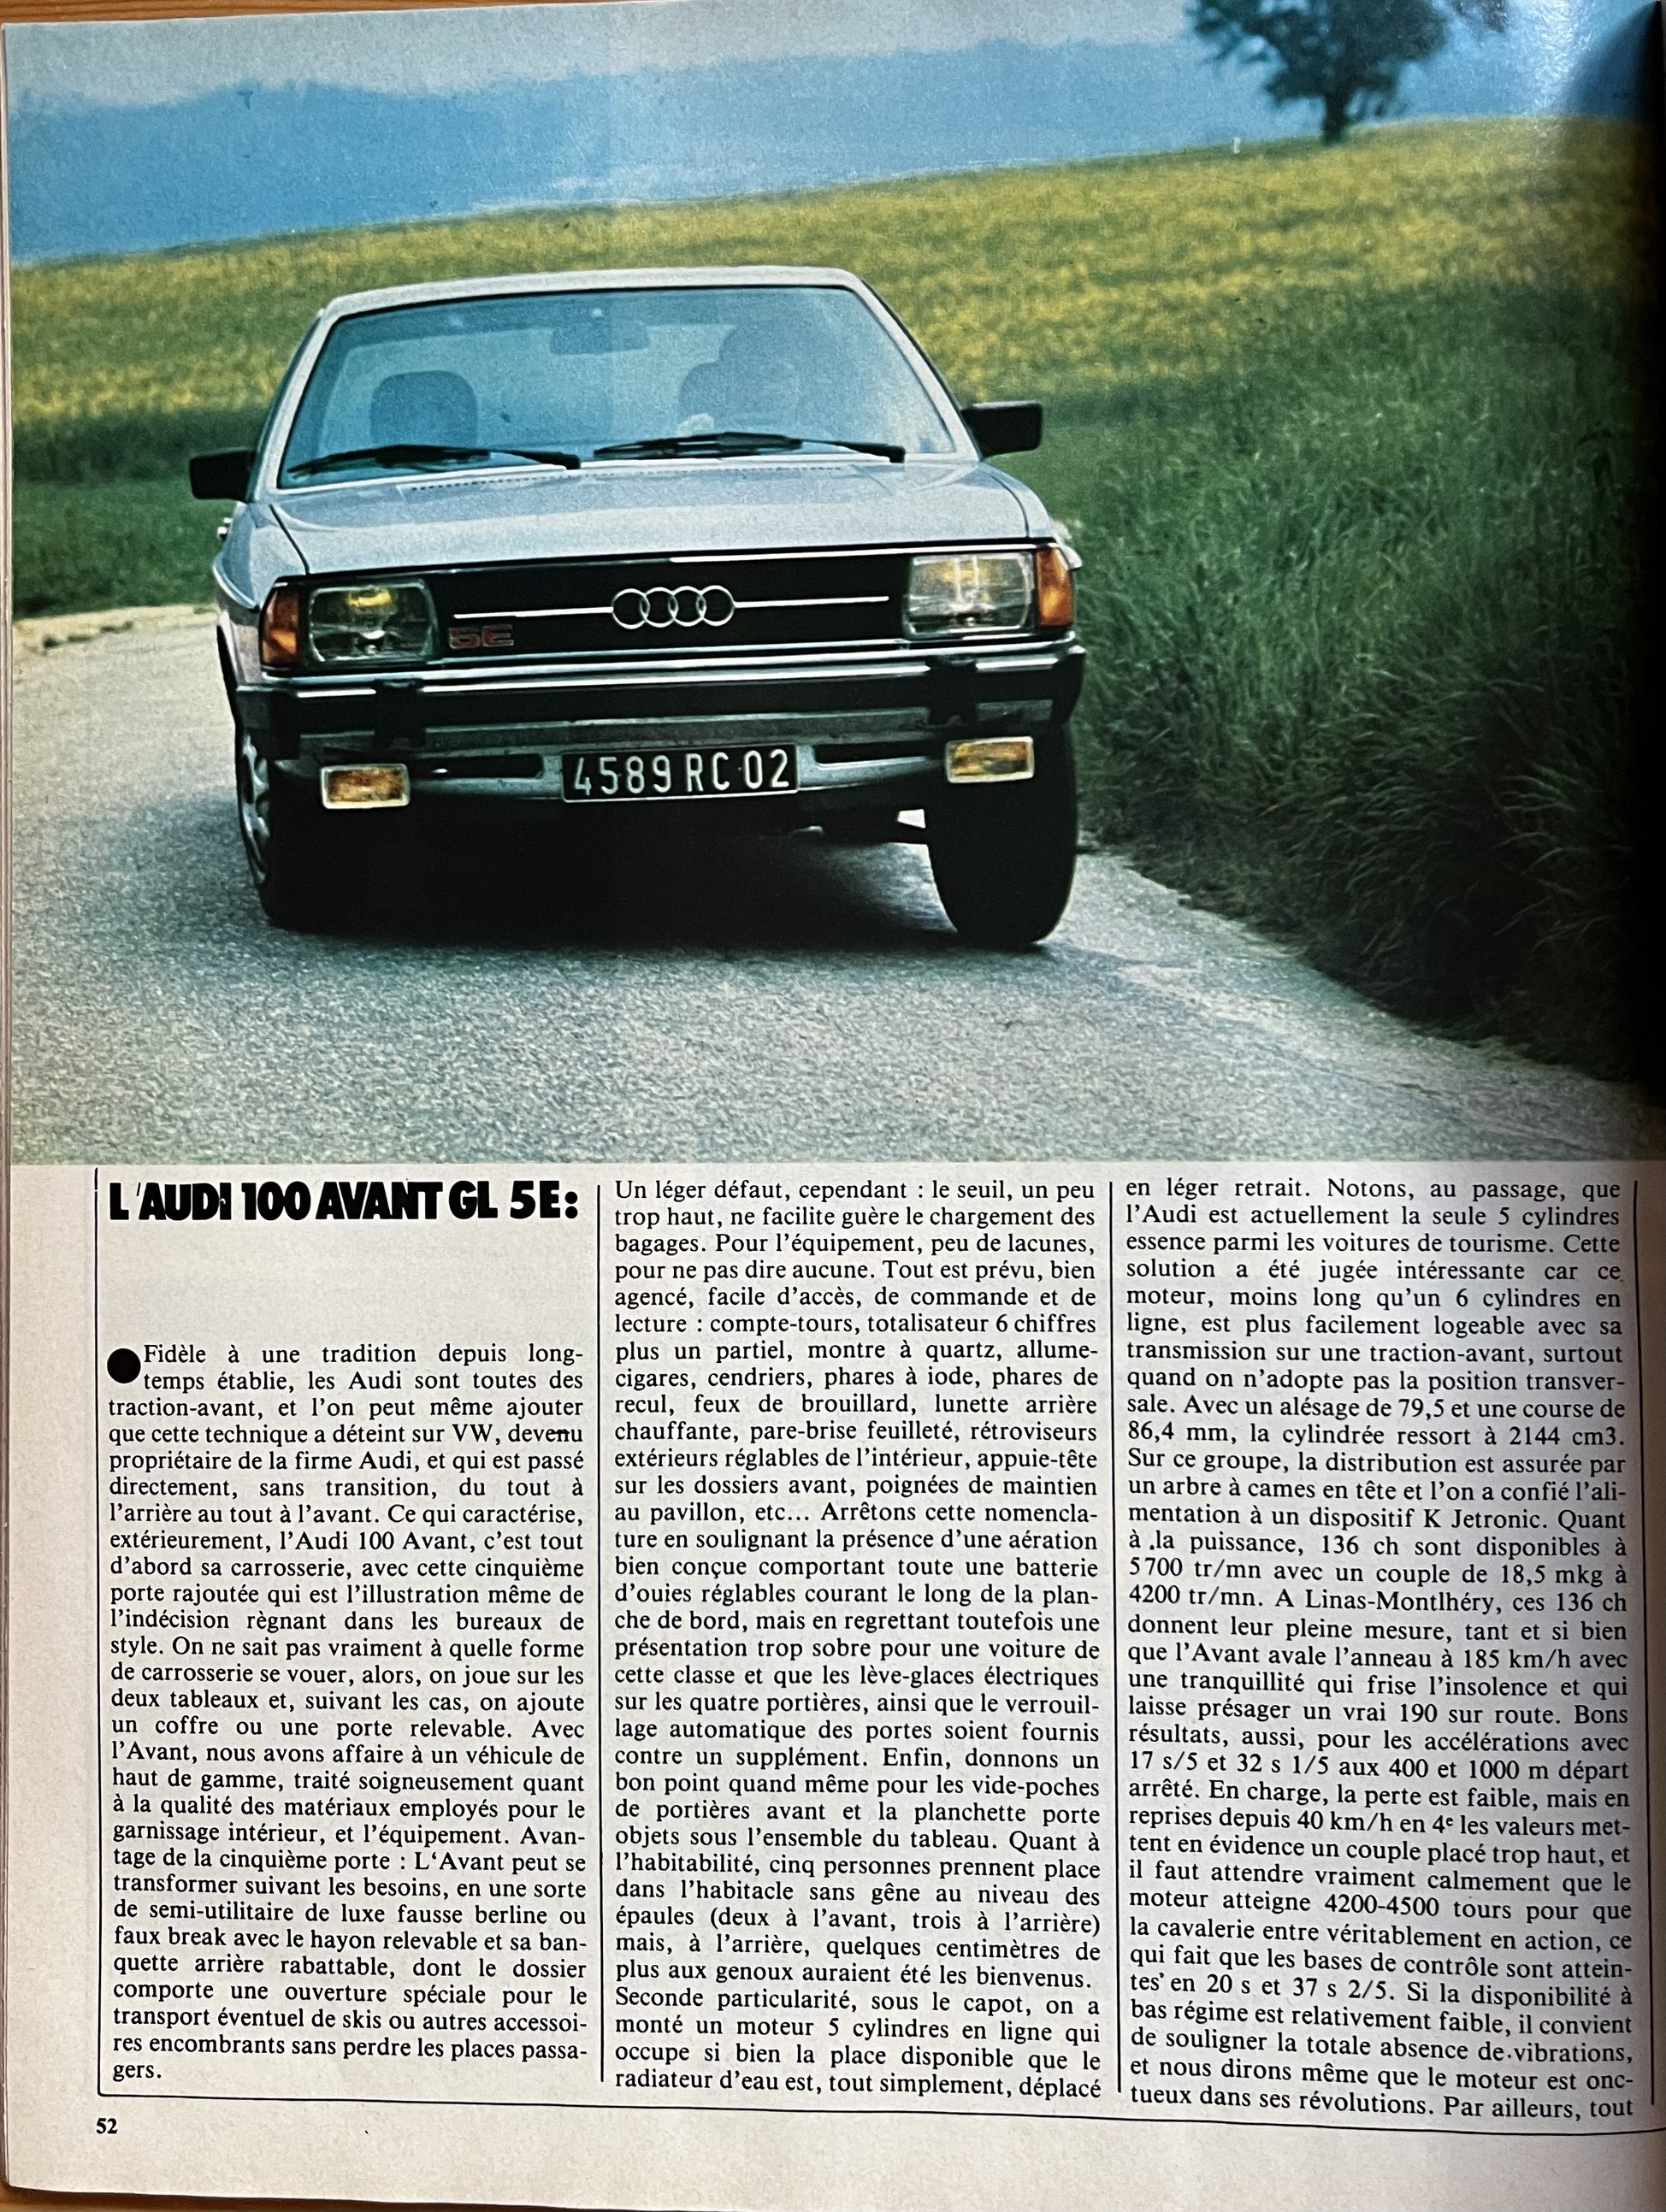 5E
4589 RC 02
L'AUDI 100 AVANT GL 5E:
Fidèle à une tradition depuis long-
temps établie, les Audi sont toutes des
traction-avant, et l'on peut même ajouter
que cette technique a déteint sur VW, devenu
propriétaire de la firme Audi, et qui est passé
directement, sans transition, du tout à
l'arrière au tout à l'avant. Ce qui caractérise,
extérieurement, l'Audi 100 Avant, c'est tout
d'abord sa carrosserie, avec cette cinquième
porte rajoutée qui est l'illustration même de
l'indécision règnant dans les bureaux de
style. On ne sait pas vraiment à quelle forme
de carrosserie se vouer, alors, on joue sur les
deux tableaux et, suivant les cas, on ajoute
un coffre ou une porte relevable. Avec
l'Avant, nous avons affaire à un véhicule de
haut de gamme, traité soigneusement quant
à la qualité des matériaux employés pour le
garnissage intérieur, et l'équipement. Avan-
tage de la cinquième porte : L'Avant peut se
transformer suivant les besoins, en une sorte
de semi-utilitaire de luxe fausse berline ou
faux break avec le hayon relevable et sa ban-
quette arrière rabattable, dont le dossier
comporte une ouverture spéciale pour le
transport éventuel de skis ou autres accessoi-
res encombrants sans perdre les places passa-
gers.
Un léger défaut, cependant : le seuil, un peu
trop haut, ne facilite guère le chargement des
bagages. Pour l'équipement, peu de lacunes,
pour ne pas dire aucune. Tout est prévu, bien
agencé, facile d'accès, de commande et de
lecture : compte-tours, totalisateur 6 chiffres
plus un partiel, montre à quartz, allume-
cigares, cendriers, phares à iode, phares de
recul, feux de brouillard, lunette arrière
chauffante, pare-brise feuilleté, rétroviseurs
extérieurs réglables de l'intérieur, appuie-tête
sur les dossiers avant, poignées de maintien
au pavillon, etc... Arrêtons cette nomencla-
ture en soulignant la présence d'une aération
bien conçue comportant toute une batterie
d'ouies réglables courant le long de la plan-
che de bord, mais en regrettant toutefois une
présentation trop sobre pour une voiture de
cette classe et que les lève-glaces électriques
sur les quatre portières, ainsi que le verrouil-
lage automatique des portes soient fournis
contre un supplément. Enfin, donnons un
bon point quand même pour les vide-poches
de portières avant et la planchette porte
objets sous l'ensemble du tableau. Quant à
l'habitabilité, cinq personnes prennent place
dans l'habitacle sans gêne au niveau des
épaules (deux à l'avant, trois à l'arrière)
mais, à l'arrière, quelques centimètres de
plus aux genoux auraient été les bienvenus.
Seconde particularité, sous le capot, on a
monté un moteur 5 cylindres en ligne qui
occupe si bien la place disponible que le
radiateur d'eau est, tout simplement, déplacé
en léger retrait. Notons, au passage, que
l'Audi est actuellement la seule 5 cylindres
essence parmi les voitures de tourisme. Cette
solution a été jugée intéressante car ce
moteur, moins long qu'un 6 cylindres en
ligne, est plus facilement logeable avec sa
transmission sur une traction-avant, surtout
quand on n'adopte pas la position transver-
sale. Avec un alésage de 79,5 et une course de
86,4 mm, la cylindrée ressort à 2144 cm3.
Sur ce groupe, la distribution est assurée par
un arbre à cames en tête et l'on a confié l'ali-
mentation à un dispositif K Jetronic. Quant
à la puissance, 136 ch sont disponibles à
5700 tr/mn avec un couple de 18,5 mkg à
4200 tr/mn. A Linas-Montlhéry, ces 136 ch
donnent leur pleine mesure, tant et si bien
que l'Avant avale l'anneau à 185 km/h avec
une tranquillité qui frise l'insolence et qui
laisse présager un vrai 190 sur route. Bons
résultats, aussi, pour les accélérations avec
17 s/5 et 32 s 1/5 aux 400 et 1000 m départ
arrêté. En charge, la perte est faible, mais en
reprises depuis 40 km/h en 4e les valeurs met-
tent en évidence un couple placé trop haut, et
il faut attendre vraiment calmement que le
moteur atteigne 4200-4500 tours pour que
la cavalerie entre véritablement en action, ce
qui fait que les bases de contrôle sont attein-
tes en 20 s et 37 s 2/5. Si la disponibilité à
bas régime est relativement faible, il convient
de souligner la totale absence de vibrations,
et nous dirons même que le moteur est onc-
tueux dans ses révolutions. Par ailleurs, tout
52